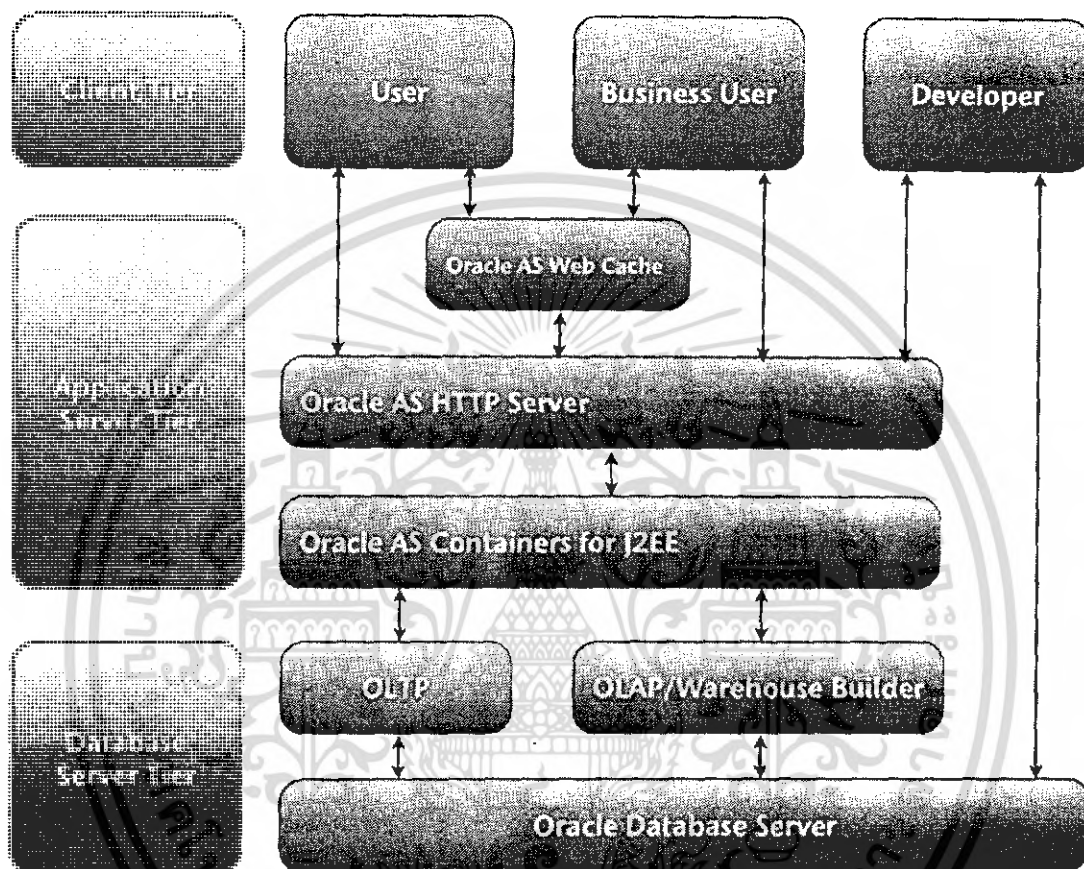 Client Tier
User
Business User
Developer
Oracle AS Web Cache
Application
Server Tier
Oracle AS HTTP Server
Oracle AS Containers for J2EE
OLTP
OLAP/Warehouse Builder
Database
Server Tier
Oracle Database Server